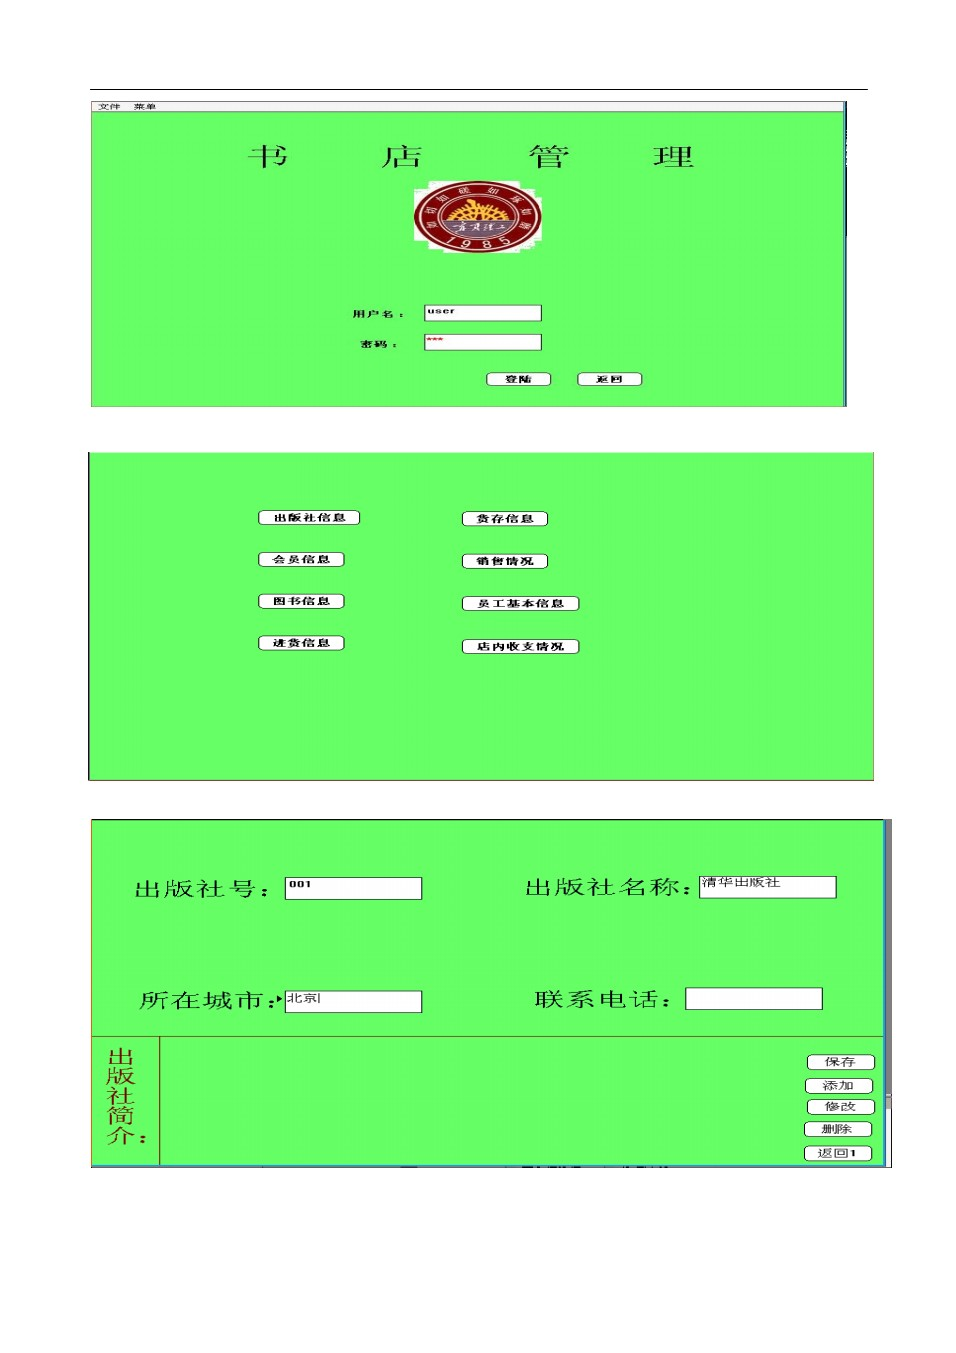 文件 菜单
书 店 管 理
1985
用户名： user
密码： ***
登陆 返回
出版社信息 货存信息
会员信息 销售情况
图书信息 员工基本信息
进货信息 店内收支情况
出版社号： 001 出版社名称： 清华出版社
所在城市： 北京 联系电话：
出版社简介：
保存
添加
修改
删除
返回1